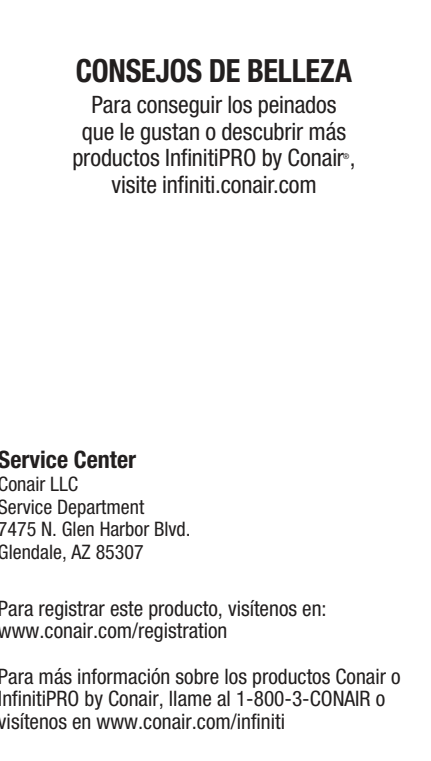 CONSEJOS DE BELLEZA
Para conseguir los peinados
que le gustan o descubrir más
productos InfinitiPRO by Conair®,
visite infiniti.conair.com
Service Center
Conair LLC
Service Department
7475 N. Glen Harbor Blvd.
Glendale, AZ 85307
Para registrar este producto, visítenos en:
www.conair.com/registration
Para más información sobre los productos Conair o
InfinitiPRO by Conair, llame al 1-800-3-CONAIR o
visítenos en www.conair.com/infiniti